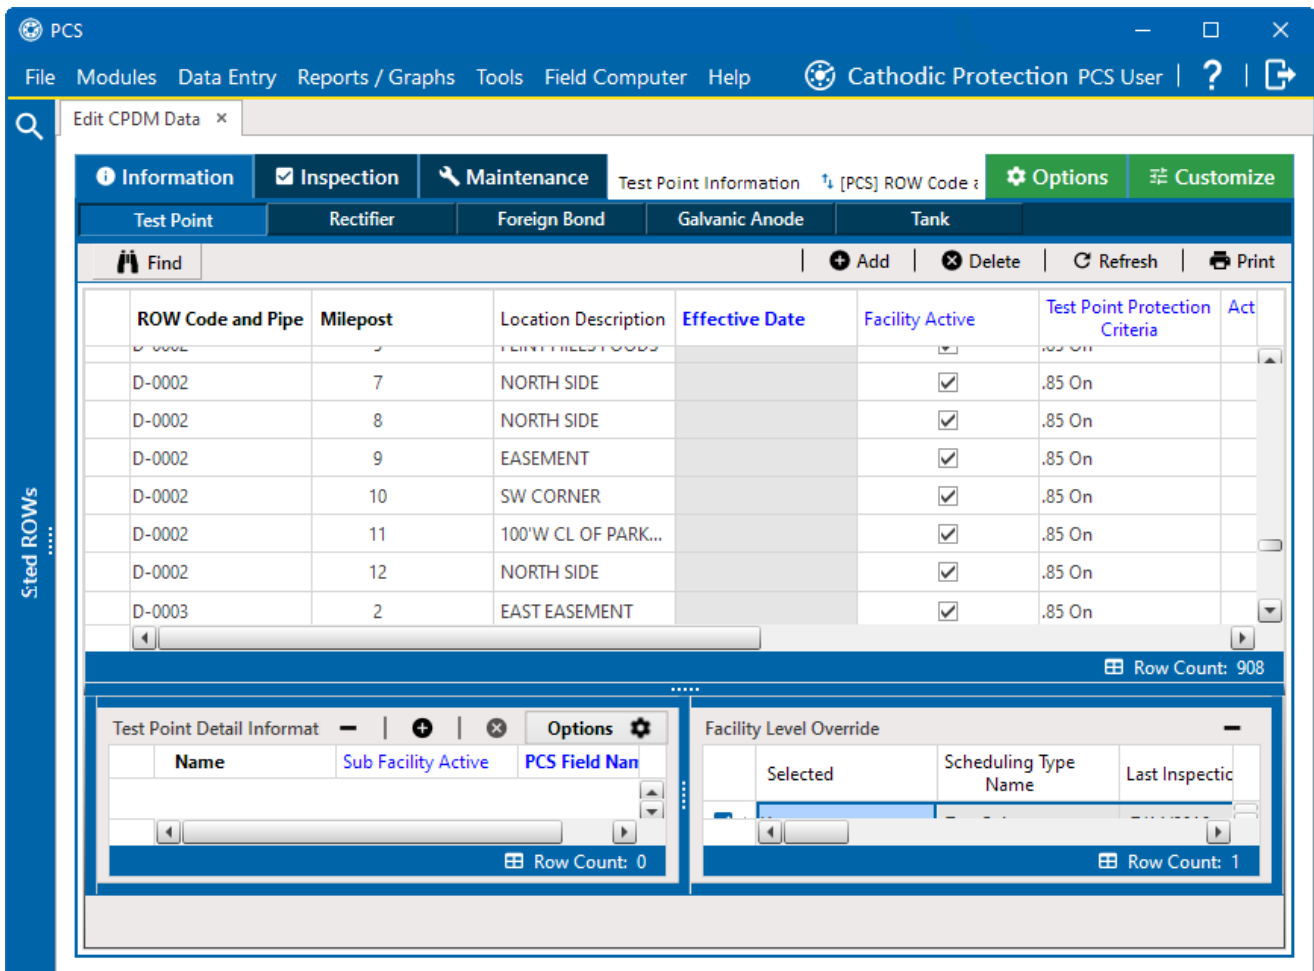 PCS
File Modules Data Entry Reports / Graphs Tools Field Computer Help Cathodic Protection PCS User | ? |
Edit CPDM Data ×
Information Inspection Maintenance Test Point Information [PCS] ROW Code Options Customize
Test Point Rectifier Foreign Bond Galvanic Anode Tank
Find | Add | Delete | Refresh | Print
ROW Code and Pipe Milepost Location Description Effective Date Facility Active Test Point Protection Criteria Act
D-0002 7 NORTH SIDE .85 On
D-0002 8 NORTH SIDE .85 On
D-0002 9 EASEMENT .85 On
D-0002 10 SW CORNER .85 On
D-0002 11 100'W CL OF PARK... .85 On
D-0002 12 NORTH SIDE .85 On
D-0003 2 EAST EASEMENT .85 On
Row Count: 908
Test Point Detail Informat Options
Name Sub Facility Active PCS Field Nam
Row Count: 0
Facility Level Override
Selected Scheduling Type Name Last Inspectio
Row Count: 1
ted ROWs